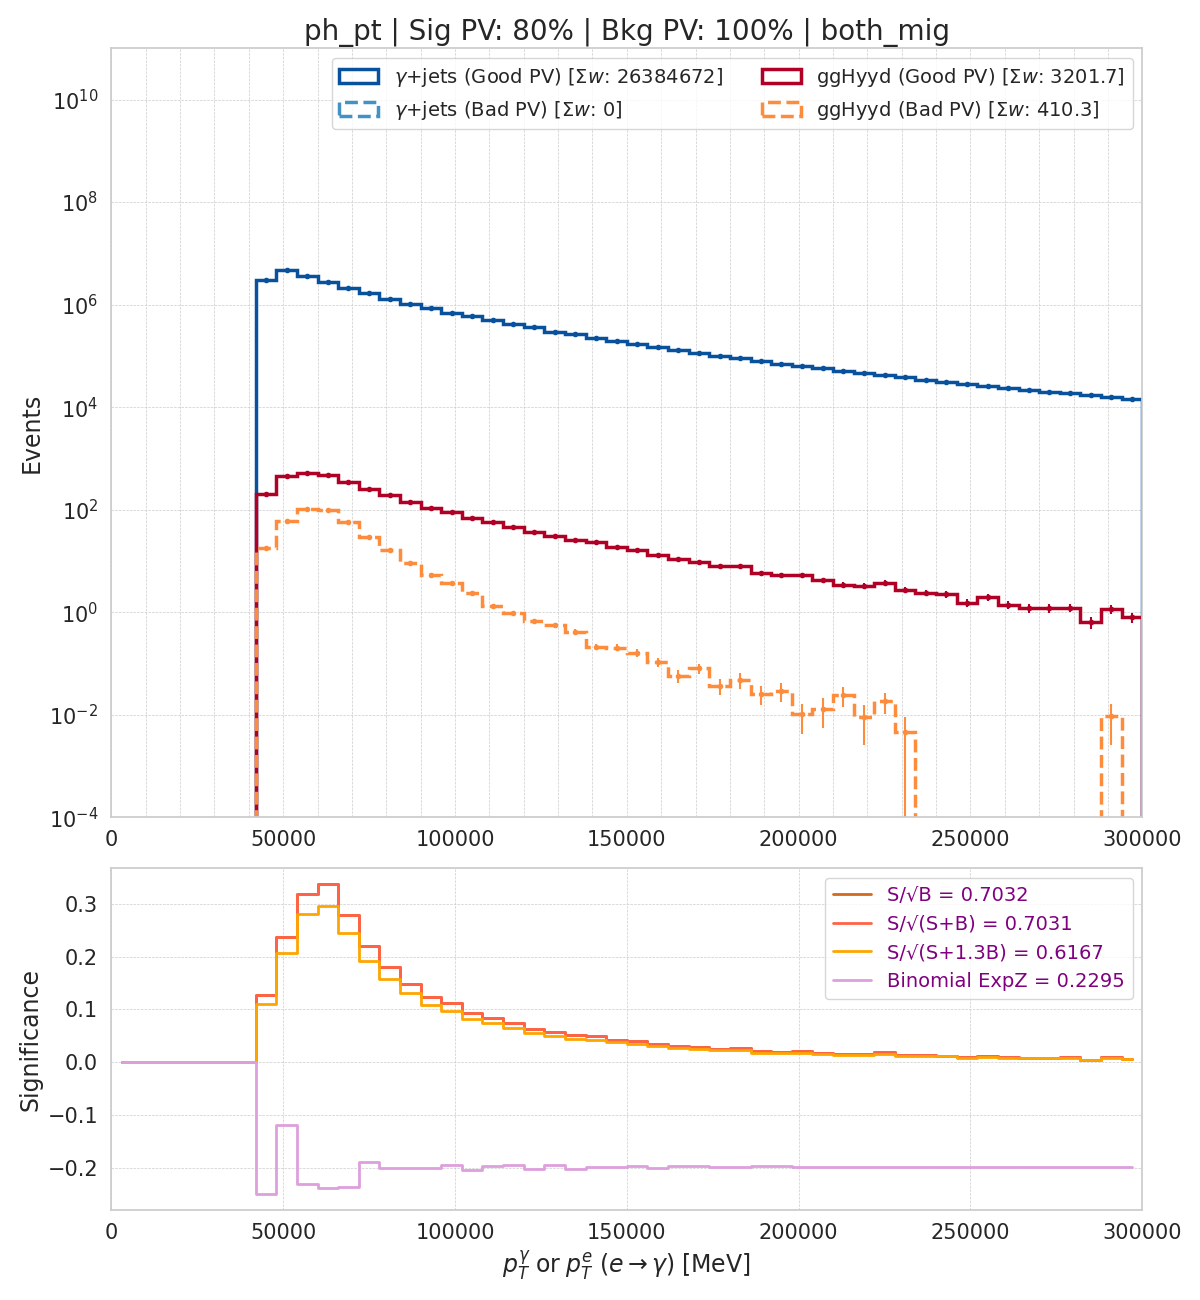 ph_pt | Sig PV: 80% | Bkg PV: 100% | both_mig
γ+jets (Good PV) [Σw: 26384672]
γ+jets (Bad PV) [Σw: 0]
ggHyyd (Good PV) [Σw: 3201.7]
ggHyyd (Bad PV) [Σw: 410.3]
Events
10^10
10^8
10^6
10^4
10^2
10^0
10^−2
10^−4
0 50000 100000 150000 200000 250000 300000
S/√B = 0.7032
S/√(S+B) = 0.7031
S/√(S+1.3B) = 0.6167
Binomial ExpZ = 0.2295
Significance
0.3
0.2
0.1
0.0
−0.1
−0.2
0 50000 100000 150000 200000 250000 300000
p_T^γ or p_T^e (e→γ) [MeV]